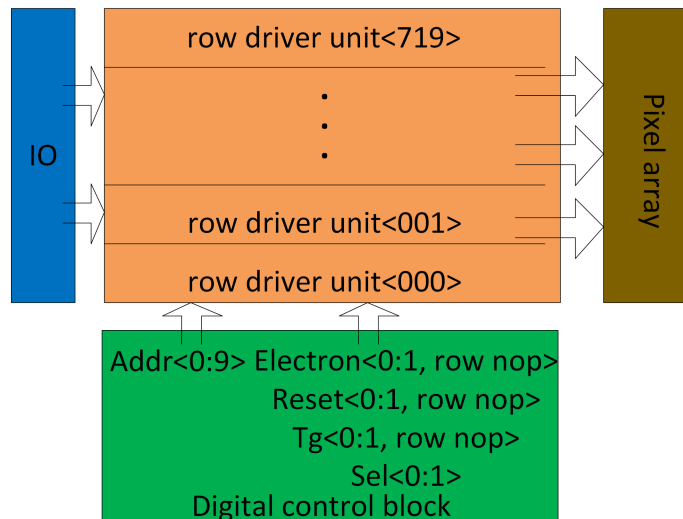 row driver unit<719>
IO
Pixel array
row driver unit<001>
row driver unit<000>
Addr<0:9> Electron<0:1, row nop>
Reset<0:1, row nop>
Tg<0:1, row nop>
Sel<0:1>
Digital control block